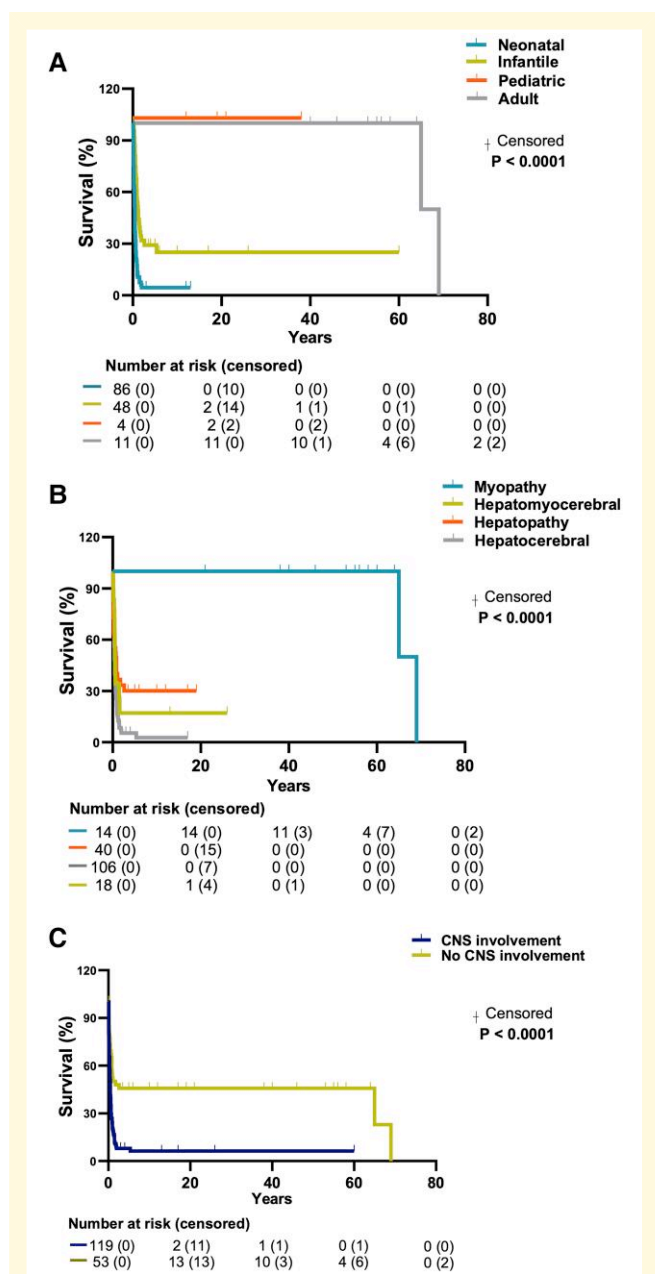 A
Neonatal
Infantile
Pediatric
Adult
Censored
P < 0.0001
Survival (%)
120
90
60
30
0
0 20 40 60 80
Years
Number at risk (censored)
86 (0) 0 (10) 0 (0) 0 (0) 0 (0)
48 (0) 2 (14) 1 (1) 0 (1) 0 (0)
4 (0) 2 (2) 0 (2) 0 (0) 0 (0)
11 (0) 11 (0) 10 (1) 4 (6) 2 (2)
B
Myopathy
Hepatomyocerebral
Hepatopathy
Hepatocerebral
Censored
P < 0.0001
Survival (%)
120
90
60
30
0
0 20 40 60 80
Years
Number at risk (censored)
14 (0) 14 (0) 11 (3) 4 (7) 0 (2)
40 (0) 0 (15) 0 (0) 0 (0) 0 (0)
106 (0) 0 (7) 0 (0) 0 (0) 0 (0)
18 (0) 1 (4) 0 (1) 0 (0) 0 (0)
C
CNS involvement
No CNS involvement
Censored
P < 0.0001
Survival (%)
120
90
60
30
0
0 20 40 60 80
Years
Number at risk (censored)
119 (0) 2 (11) 1 (1) 0 (1) 0 (0)
53 (0) 13 (13) 10 (3) 4 (6) 0 (2)